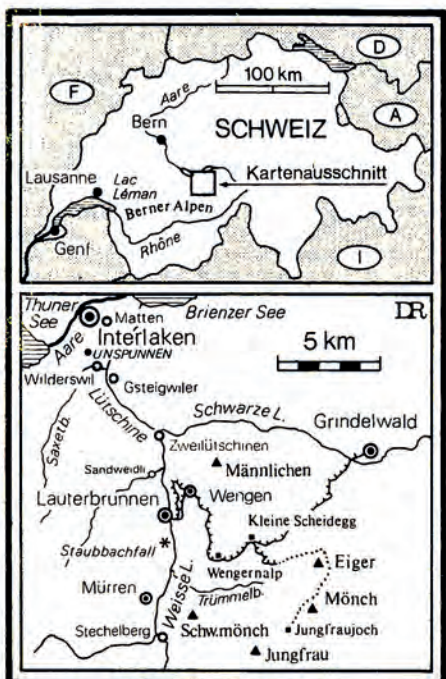 D
F
100 km
Aare
A
Bern
SCHWEIZ
Lausanne
Lac
Léman
Kartenausschnitt
Berner Alpen
Genf
Rhône
I
Thuner
See
Brienzer See
DR
Matten
Aare
Interlaken
5 km
UNSPUNNEN
Wilderswil
Gsteigwiler
Lütschine
Schwarze L.
Grindelwald
Saxetb.
Zweilütschinen
Sandweidli
Männlichen
Lauterbrunnen
Wengen
Kleine Scheidegg
Staubbachfall
*
Wengernalp
Eiger
Weisse L.
Trümmelb.
Mürren
Mönch
Stechelberg
Schw.mönch
Jungfraujoch
Jungfrau